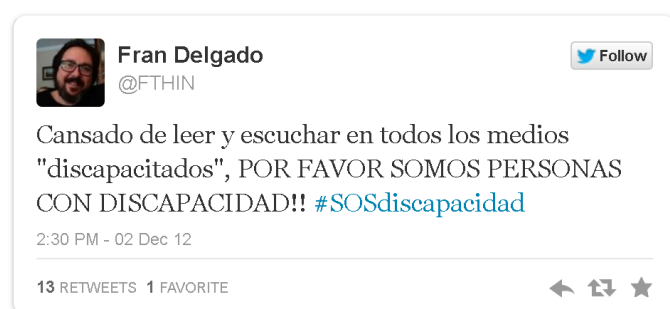 Fran Delgado
@FTHIN
Follow
Cansado de leer y escuchar en todos los medios
"discapacitados", POR FAVOR SOMOS PERSONAS
CON DISCAPACIDAD!! #SOSdiscapacidad
2:30 PM - 02 Dec 12
13 RETWEETS 1 FAVORITE